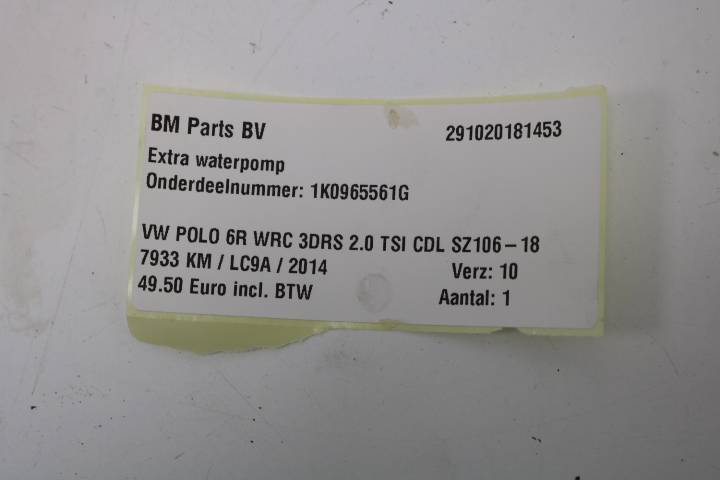 BM Parts BV 291020181453
Extra waterpomp
Onderdeelnummer: 1K0965561G
VW POLO 6R WRC 3DRS 2.0 TSI CDL SZ106-18
7933 KM / LC9A / 2014 Verz: 10
49.50 Euro incl. BTW Aantal: 1